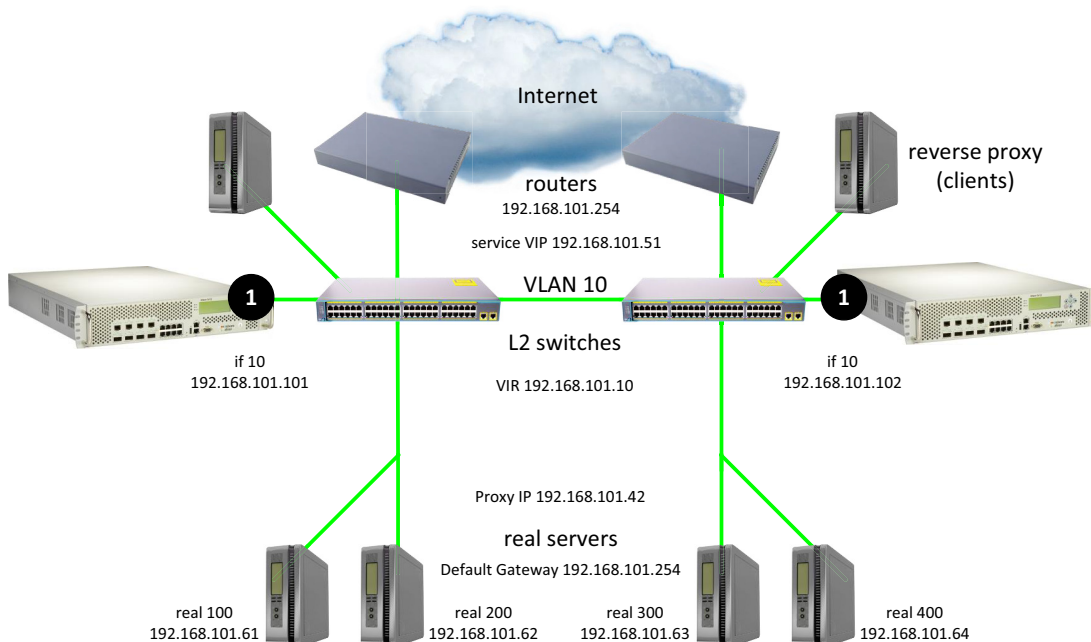 Internet
reverse proxy
(clients)
routers
192.168.101.254
service VIP 192.168.101.51
1
VLAN 10
1
L2 switches
if 10
192.168.101.101
VIR 192.168.101.10
if 10
192.168.101.102
Proxy IP 192.168.101.42
real servers
Default Gateway 192.168.101.254
real 100
192.168.101.61
real 200
192.168.101.62
real 300
192.168.101.63
real 400
192.168.101.64